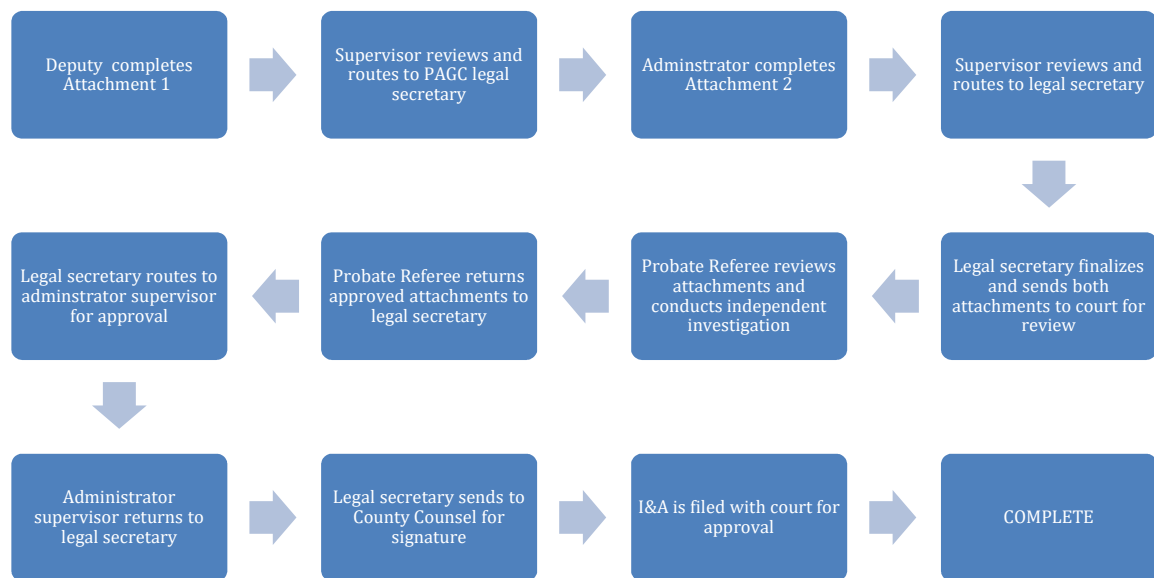 Deputy completes
Attachment 1
Supervisor reviews and
routes to PAGC legal
secretary
Adminstrator completes
Attachment 2
Supervisor reviews and
routes to legal secretary
Legal secretary finalizes
and sends both
attachments to court for
review
Probate Referee reviews
attachments and
conducts independent
investigation
Probate Referee returns
approved attachments to
legal secretary
Legal secretary routes to
adminstrator supervisor
for approval
Administrator
supervisor returns to
legal secretary
Legal secretary sends to
County Counsel for
signature
I&A is filed with court for
approval
COMPLETE